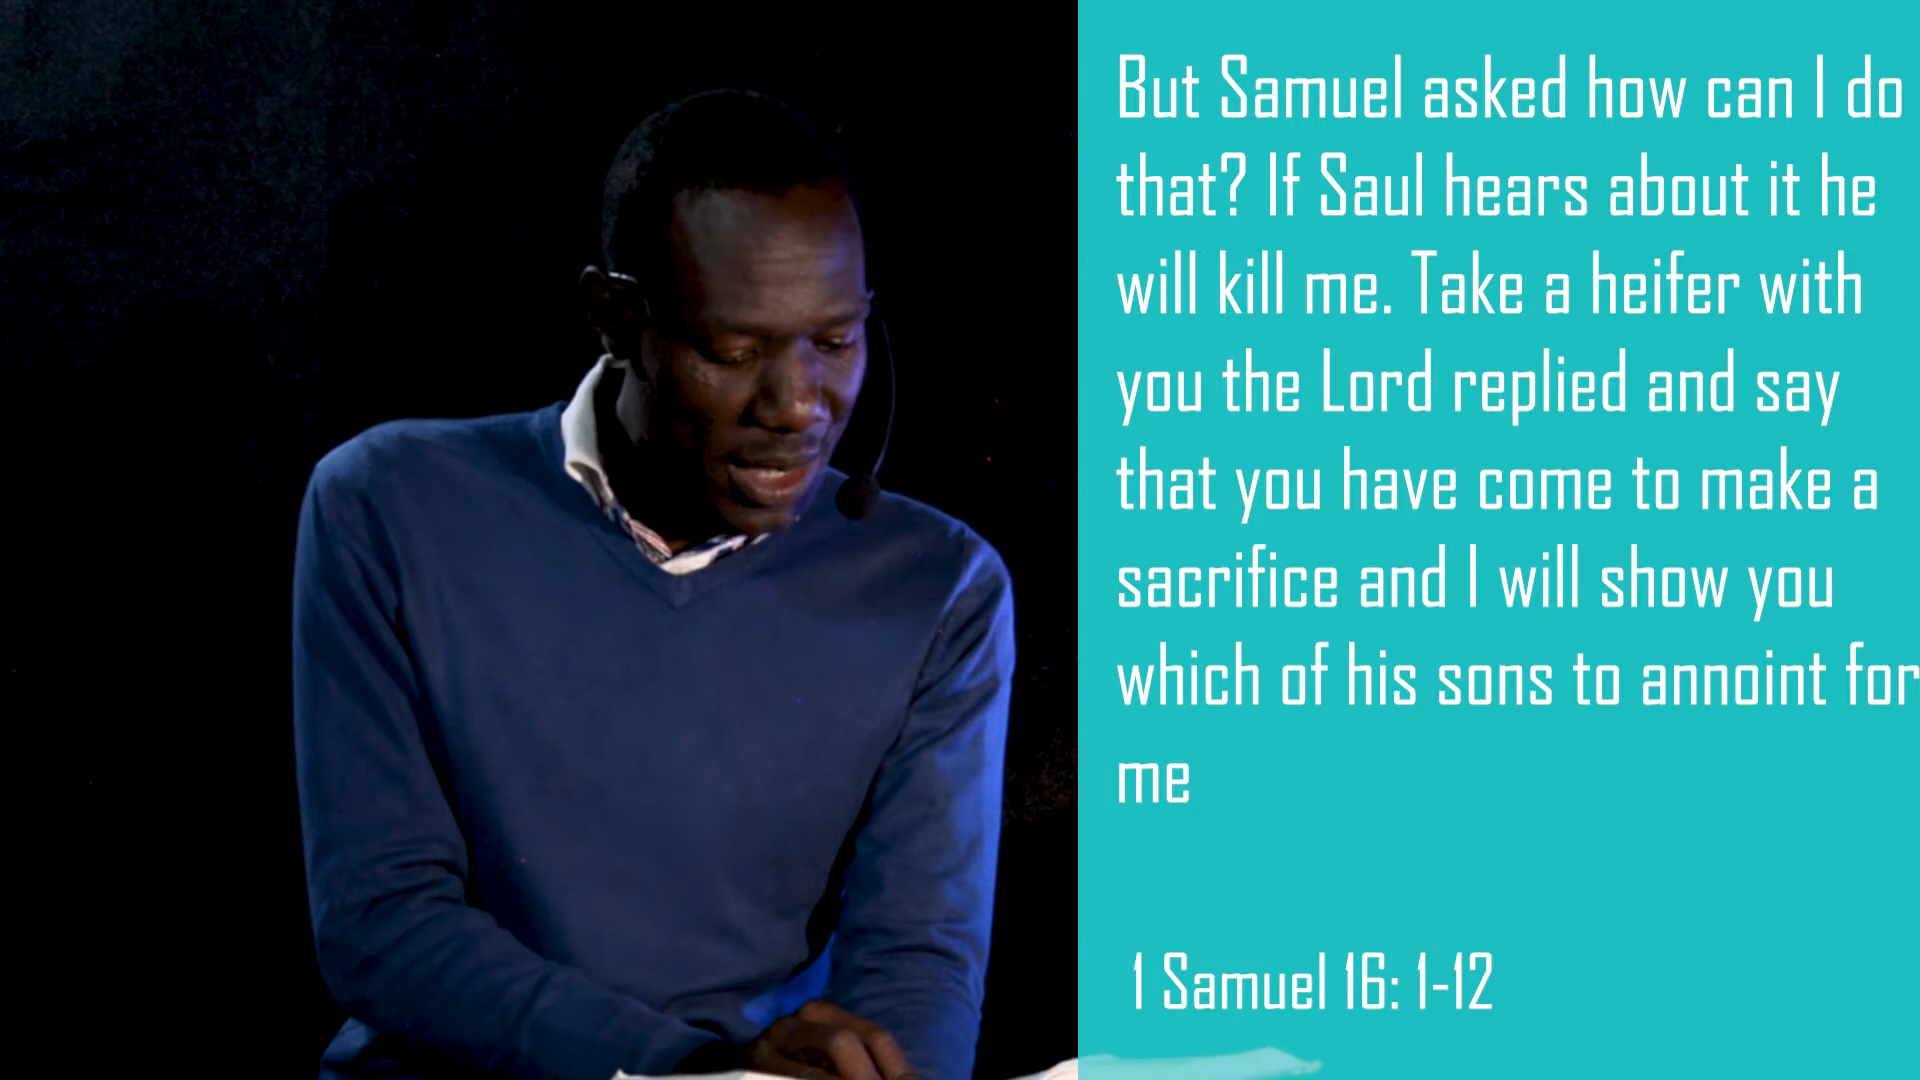 But Samuel asked how can I do
that? If Saul hears about it he
will kill me. Take a heifer with
you the Lord replied and say
that you have come to make a
sacrifice and I will show you
which of his sons to annoint for
me
1 Samuel 16: 1-12